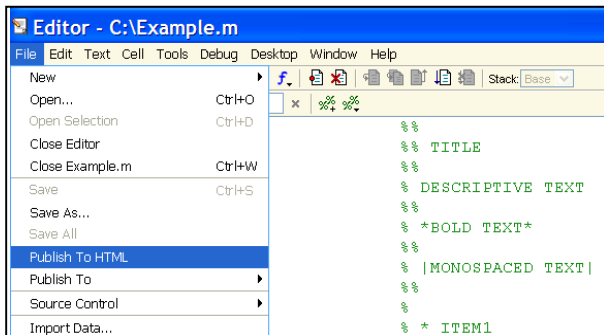 Editor - C:\Example.m
File Edit Text Cell Tools Debug Desktop Window Help
Stack: Base
New
Open... Ctrl+O
Open Selection Ctrl+D
Close Editor
Close Example.m Ctrl+W
Save Ctrl+S
Save As...
Save All
Publish To HTML
Publish To
Source Control
Import Data...
%%
%% TITLE
%%
% DESCRIPTIVE TEXT
%%
% *BOLD TEXT*
%%
% |MONOSPACED TEXT|
%%
%
% * ITEM1